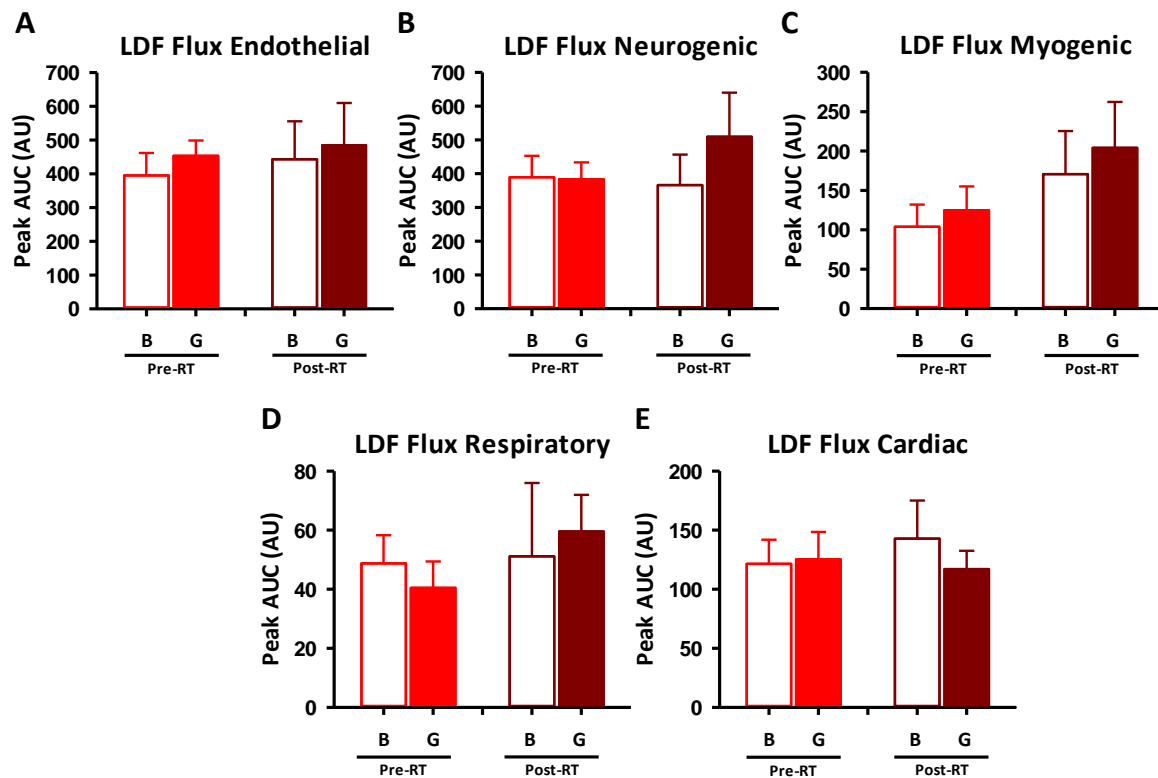 A
LDF Flux Endothelial
Peak AUC (AU)
700
600
500
400
300
200
100
0
B G B G
Pre-RT Post-RT
B
LDF Flux Neurogenic
Peak AUC (AU)
700
600
500
400
300
200
100
0
B G B G
Pre-RT Post-RT
C
LDF Flux Myogenic
Peak AUC (AU)
300
250
200
150
100
50
0
B G B G
Pre-RT Post-RT
D
LDF Flux Respiratory
Peak AUC (AU)
80
60
40
20
0
B G B G
Pre-RT Post-RT
E
LDF Flux Cardiac
Peak AUC (AU)
200
150
100
50
0
B G B G
Pre-RT Post-RT